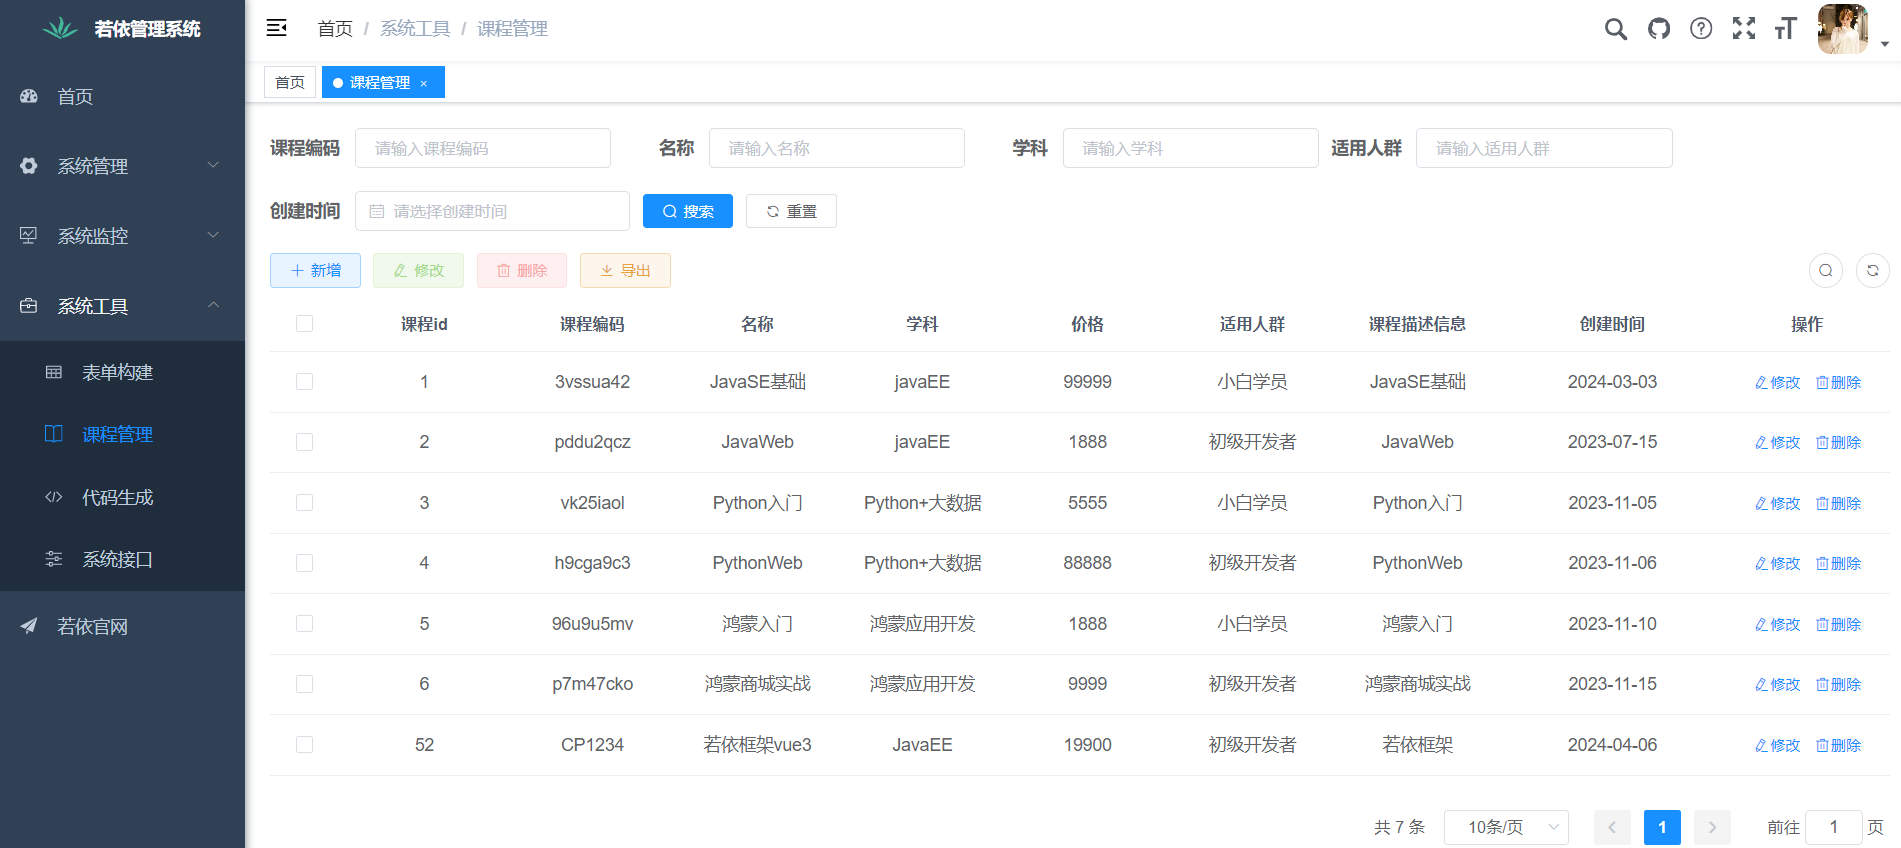 若依管理系统
首页
系统管理
系统监控
系统工具
表单构建
课程管理
代码生成
系统接口
若依官网
首页 / 系统工具 / 课程管理
首页 课程管理 ×
课程编码 请输入课程编码 名称 请输入名称 学科 请输入学科 适用人群 请输入适用人群
创建时间 请选择创建时间 搜索 重置
新增 修改 删除 导出
课程id 课程编码 名称 学科 价格 适用人群 课程描述信息 创建时间 操作
1 3vssua42 JavaSE基础 javaEE 99999 小白学员 JavaSE基础 2024-03-03 修改 删除
2 pddu2qcz JavaWeb javaEE 1888 初级开发者 JavaWeb 2023-07-15 修改 删除
3 vk25iaol Python入门 Python+大数据 5555 小白学员 Python入门 2023-11-05 修改 删除
4 h9cga9c3 PythonWeb Python+大数据 88888 初级开发者 PythonWeb 2023-11-06 修改 删除
5 96u9u5mv 鸿蒙入门 鸿蒙应用开发 1888 小白学员 鸿蒙入门 2023-11-10 修改 删除
6 p7m47cko 鸿蒙商城实战 鸿蒙应用开发 9999 初级开发者 鸿蒙商城实战 2023-11-15 修改 删除
52 CP1234 若依框架vue3 JavaEE 19900 初级开发者 若依框架 2024-04-06 修改 删除
共 7 条 10条/页 1 前往 1 页